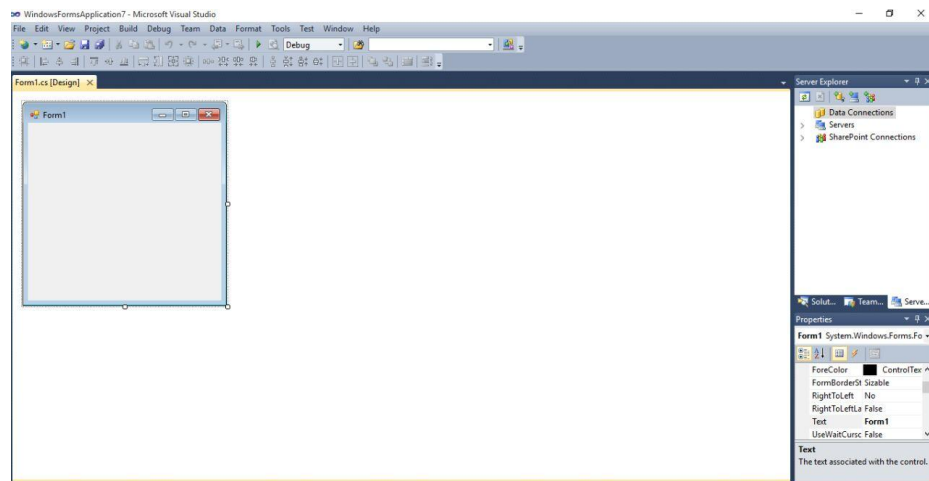 WindowsFormsApplication7 - Microsoft Visual Studio
File Edit View Project Build Debug Team Data Format Tools Test Window Help
Debug
Form1.cs [Design]
Form1
Server Explorer
Data Connections
Servers
SharePoint Connections
Solut... Team... Serve...
Properties
Form1 System.Windows.Forms.Fo
ForeColor ControlTex
FormBorderSt Sizable
RightToLeft No
RightToLeftLa False
Text Form1
UseWaitCursc False
Text
The text associated with the control.